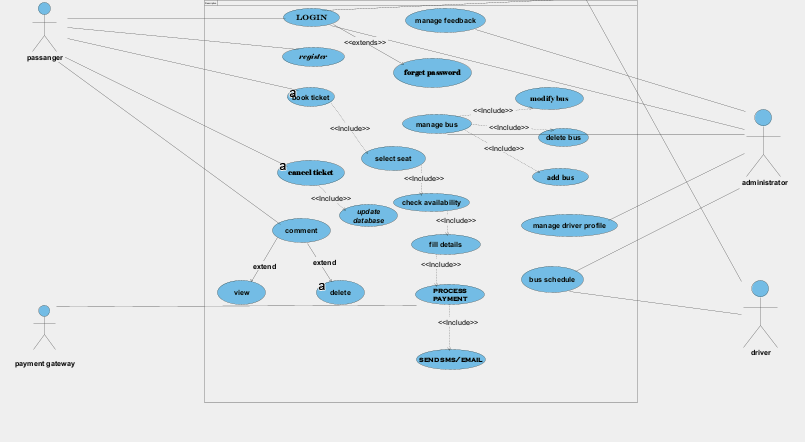 LOGIN
manage feedback
passanger
<<extends>>
register
forget password
a
book ticket
modify bus
<<Include>>
manage bus
<<Include>>
<<Include>>
delete bus
<<Include>>
select seat
a
cancel ticket
<<Include>>
add bus
administrator
<<Include>>
check availability
update
database
<<Include>>
manage driver profile
comment
fill details
extend
extend
<<Include>>
bus schedule
view
a
delete
PROCESS
PAYMENT
<<Include>>
payment gateway
SENDSMS/EMAIL
driver